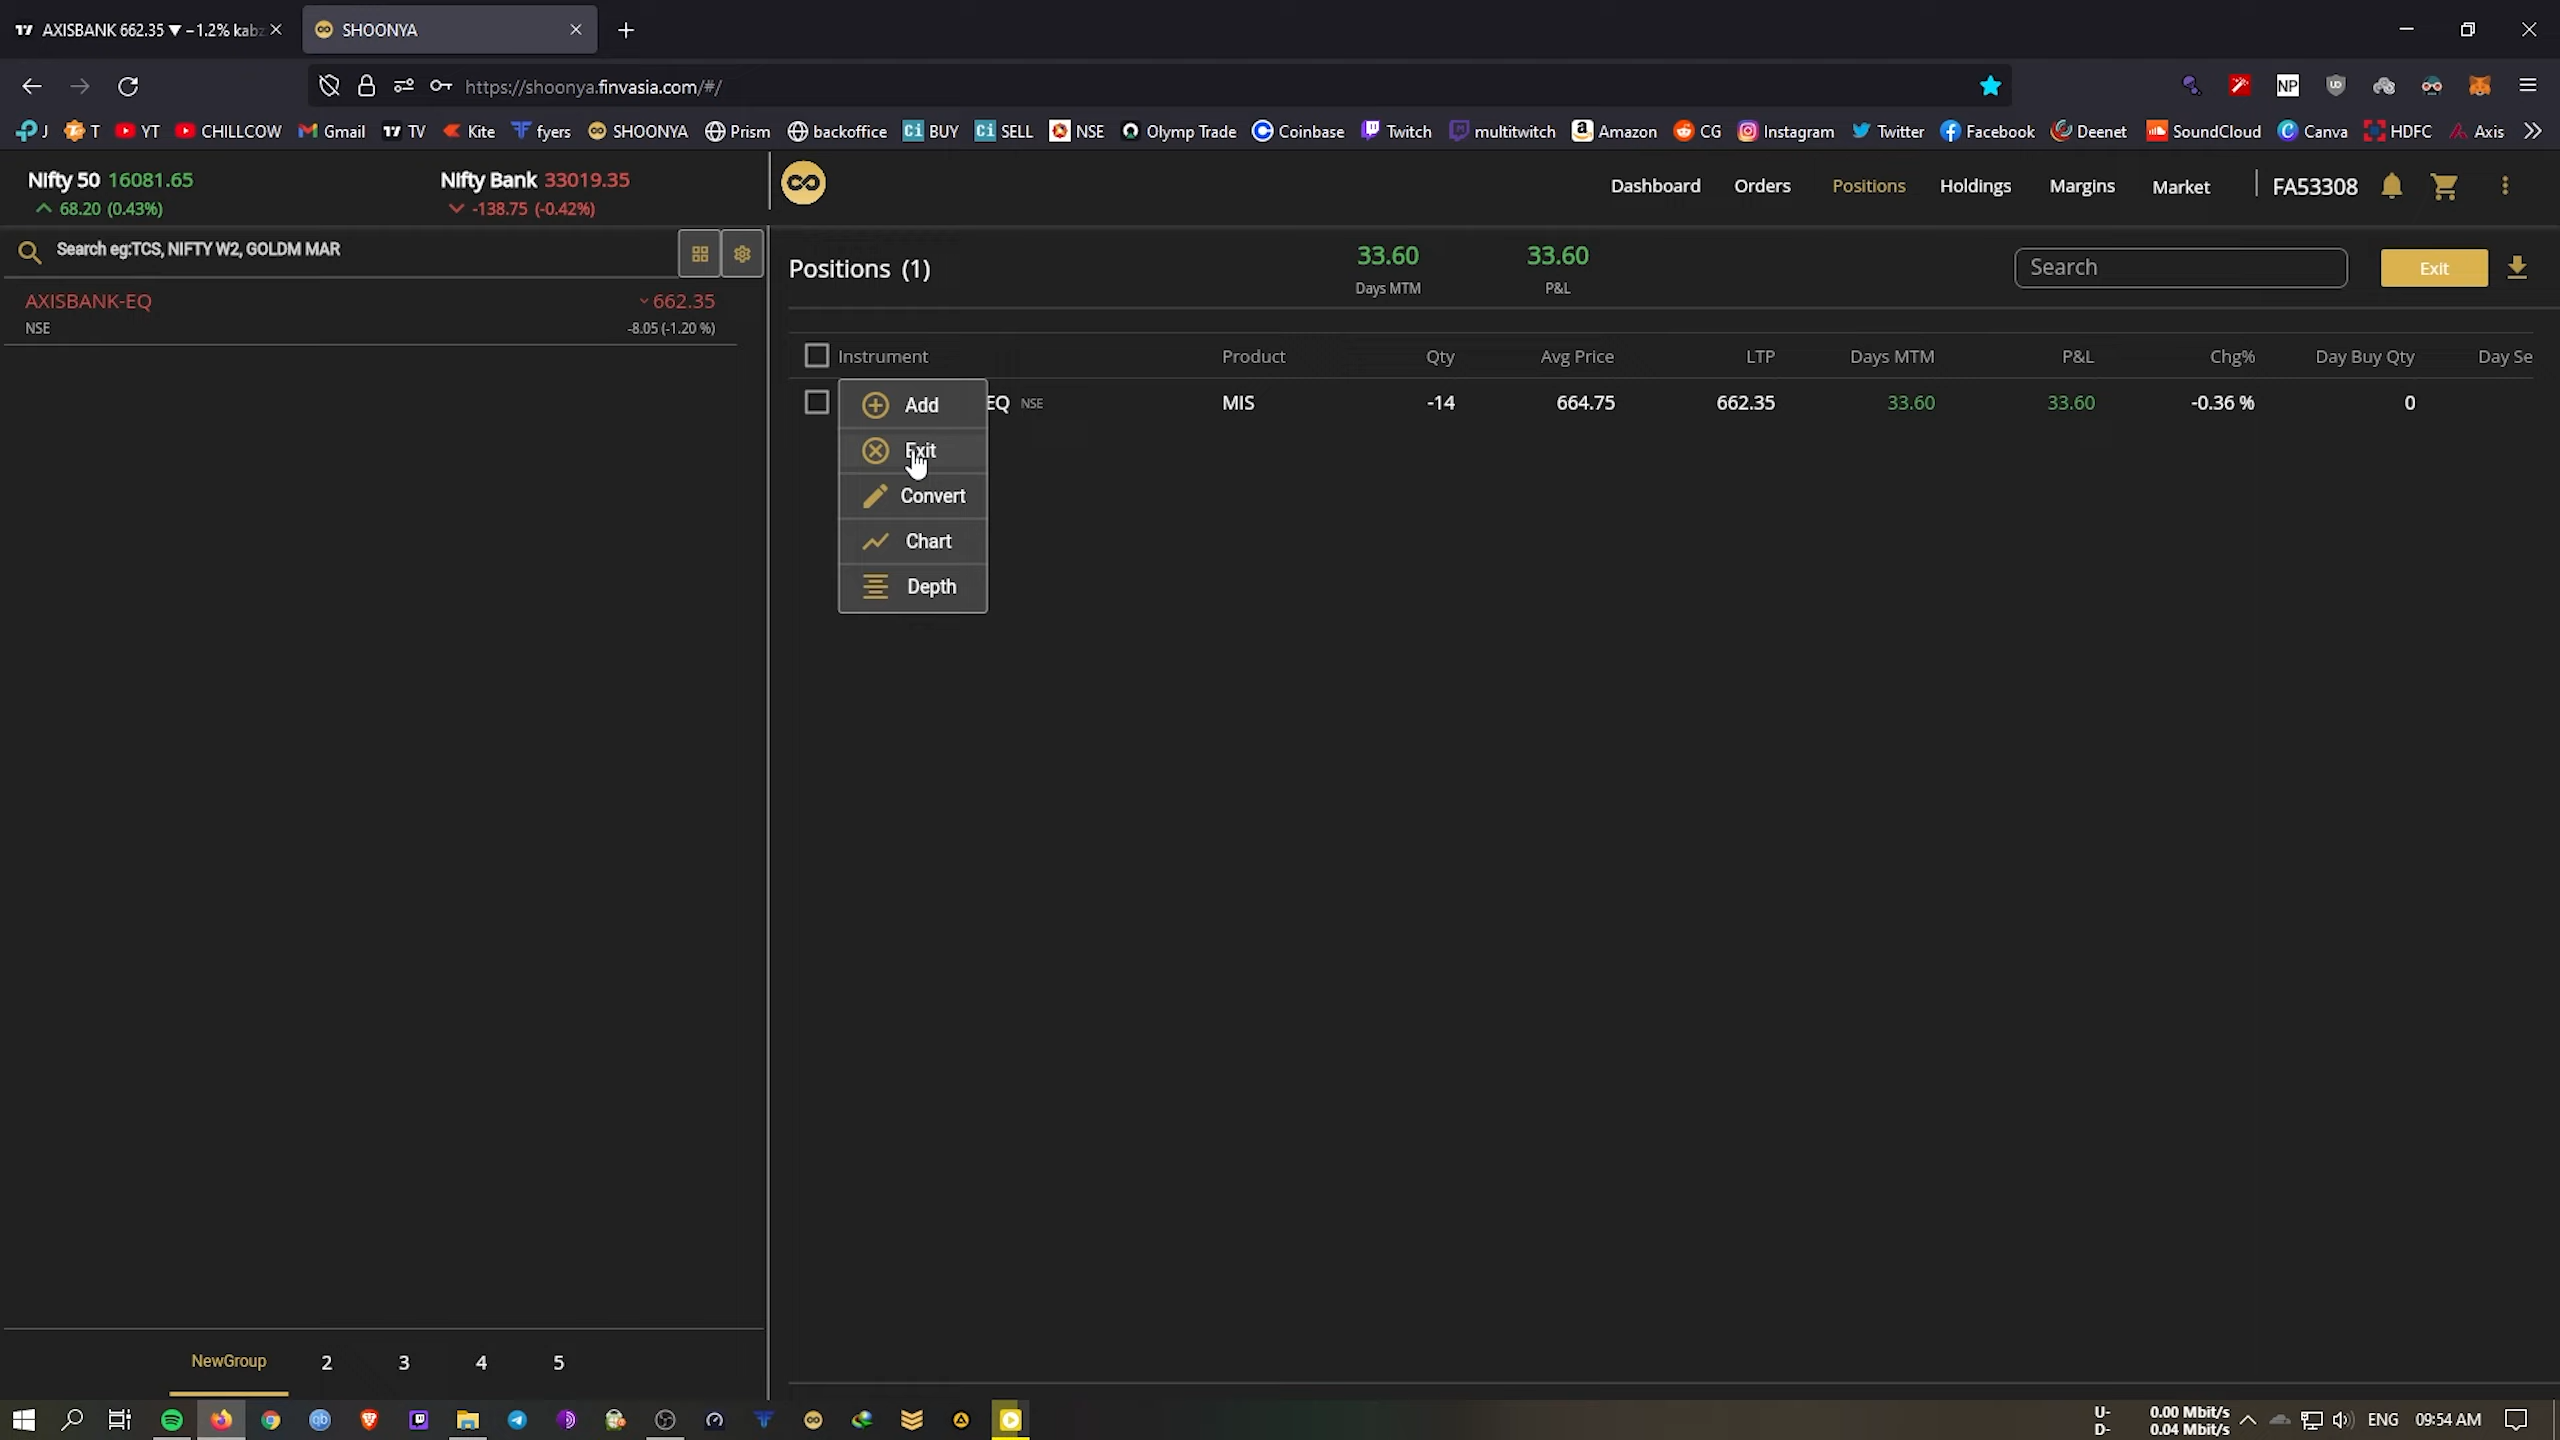 AXISBANK 662.35 ▼ −1.2% kabz
SHOONYA
https://shoonya.finvasia.com/#/
J
T
YT
CHILLCOW
Gmail
TV
Kite
fyers
SHOONYA
Prism
backoffice
Ci BUY
Ci SELL
NSE
Olymp Trade
Coinbase
Twitch
multitwitch
Amazon
CG
Instagram
Twitter
Facebook
Deenet
SoundCloud
Canva
HDFC
Axis
NP
Nifty 50 16081.65
68.20 (0.43%)
Nifty Bank 33019.35
-138.75 (-0.42%)
Dashboard
Orders
Positions
Holdings
Margins
Market
FA53308
Search eg:TCS, NIFTY W2, GOLDM MAR
AXISBANK-EQ
662.35
NSE
-8.05 (-1.20 %)
Positions (1)
33.60
Days MTM
33.60
P&L
Search
Exit
Instrument Product Qty Avg Price LTP Days MTM P&L Chg% Day Buy Qty Day Se
EQ NSE MIS -14 664.75 662.35 33.60 33.60 -0.36 % 0
Add
Exit
Convert
Chart
Depth
NewGroup 2 3 4 5
U- 0.00 Mbit/s
D- 0.04 Mbit/s
ENG
09:54 AM